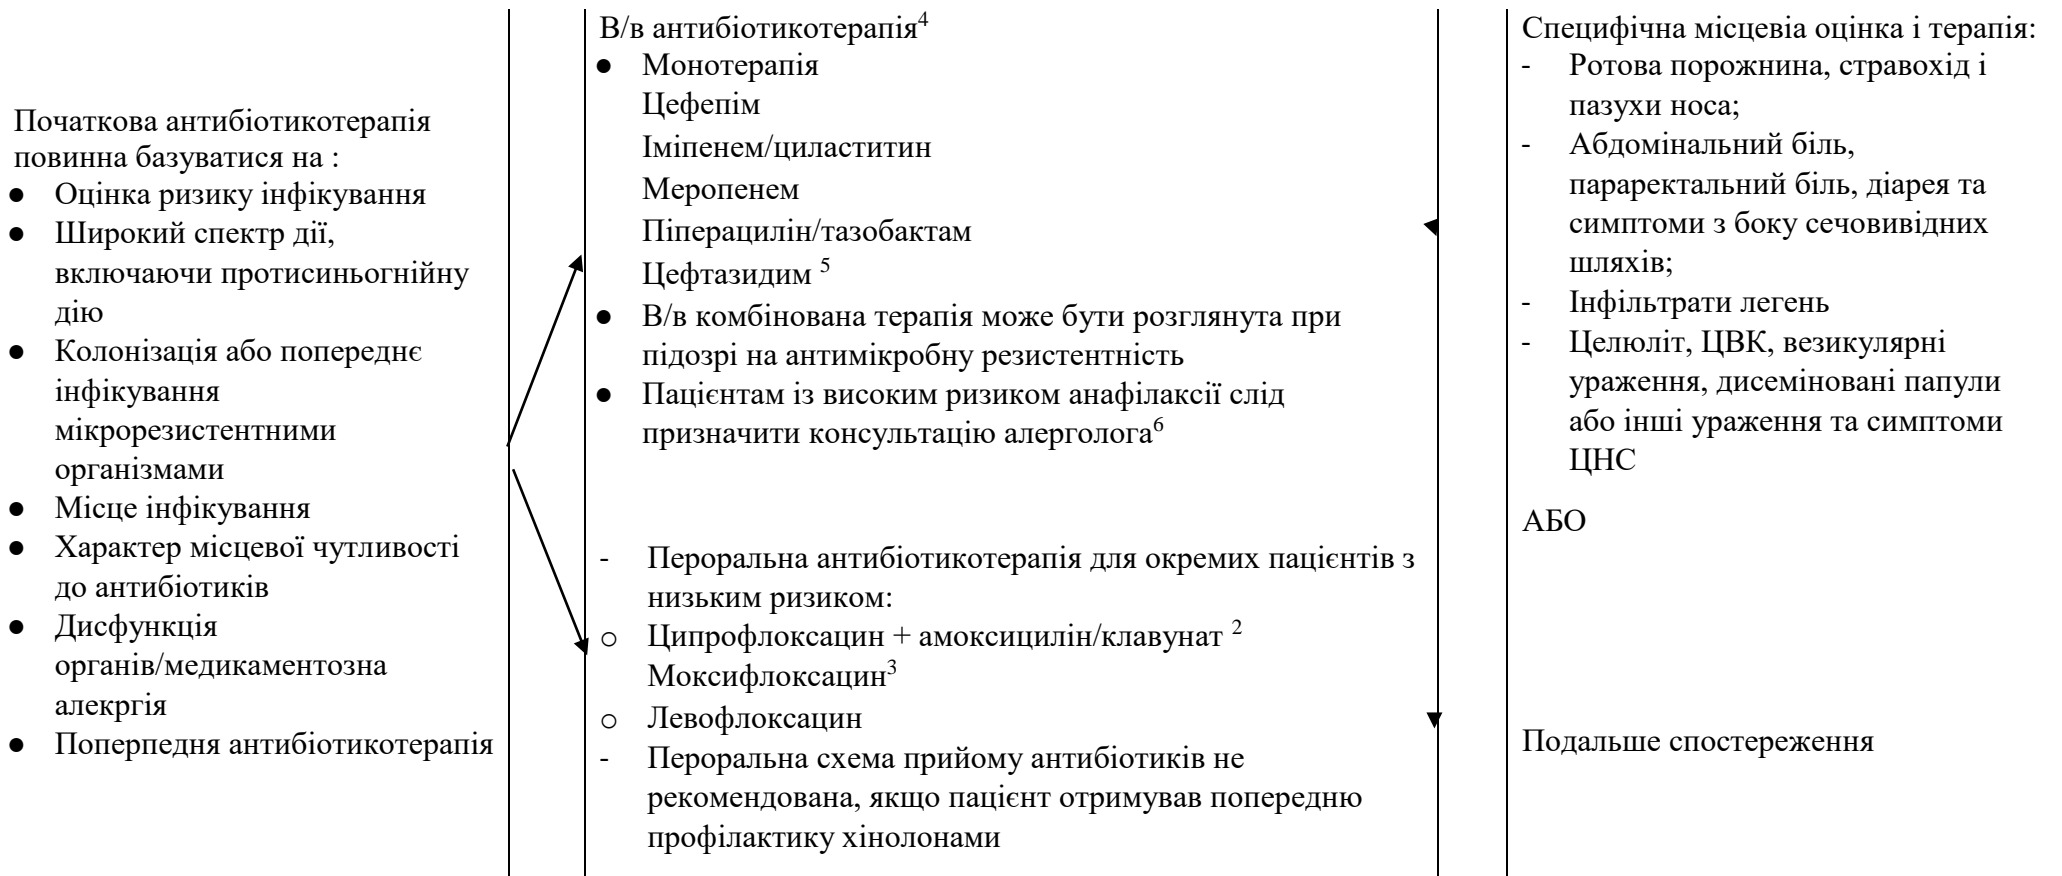 Початкова антибіотикотерапія
повинна базуватися на :
● Оцінка ризику інфікування
● Широкий спектр дії,
включаючи протисиньогнійну
дію
● Колонізація або попереднє
інфікування
мікрорезистентними
організмами
● Місце інфікування
● Характер місцевої чутливості
до антибіотиків
● Дисфункція
органів/медикаментозна
алекргія
● Поперпедня антибіотикотерапія
В/в антибіотикотерапія4
● Монотерапія
Цефепім
Іміпенем/циластитин
Меропенем
Піперацилін/тазобактам
Цефтазидим 5
● В/в комбінована терапія може бути розглянута при
підозрі на антимікробну резистентність
● Пацієнтам із високим ризиком анафілаксії слід
призначити консультацію алерголога6
- Пероральна антибіотикотерапія для окремих пацієнтів з
низьким ризиком:
o Ципрофлоксацин + амоксицилін/клавунат 2
Моксифлоксацин3
o Левофлоксацин
- Пероральна схема прийому антибіотиків не
рекомендована, якщо пацієнт отримував попередню
профілактику хінолонами
Специфічна місцевіа оцінка і терапія:
- Ротова порожнина, стравохід і
пазухи носа;
- Абдомінальний біль,
параректальний біль, діарея та
симптоми з боку сечовивідних
шляхів;
- Інфільтрати легень
- Целюліт, ЦВК, везикулярні
ураження, дисеміновані папули
або інші ураження та симптоми
ЦНС
АБО
Подальше спостереження